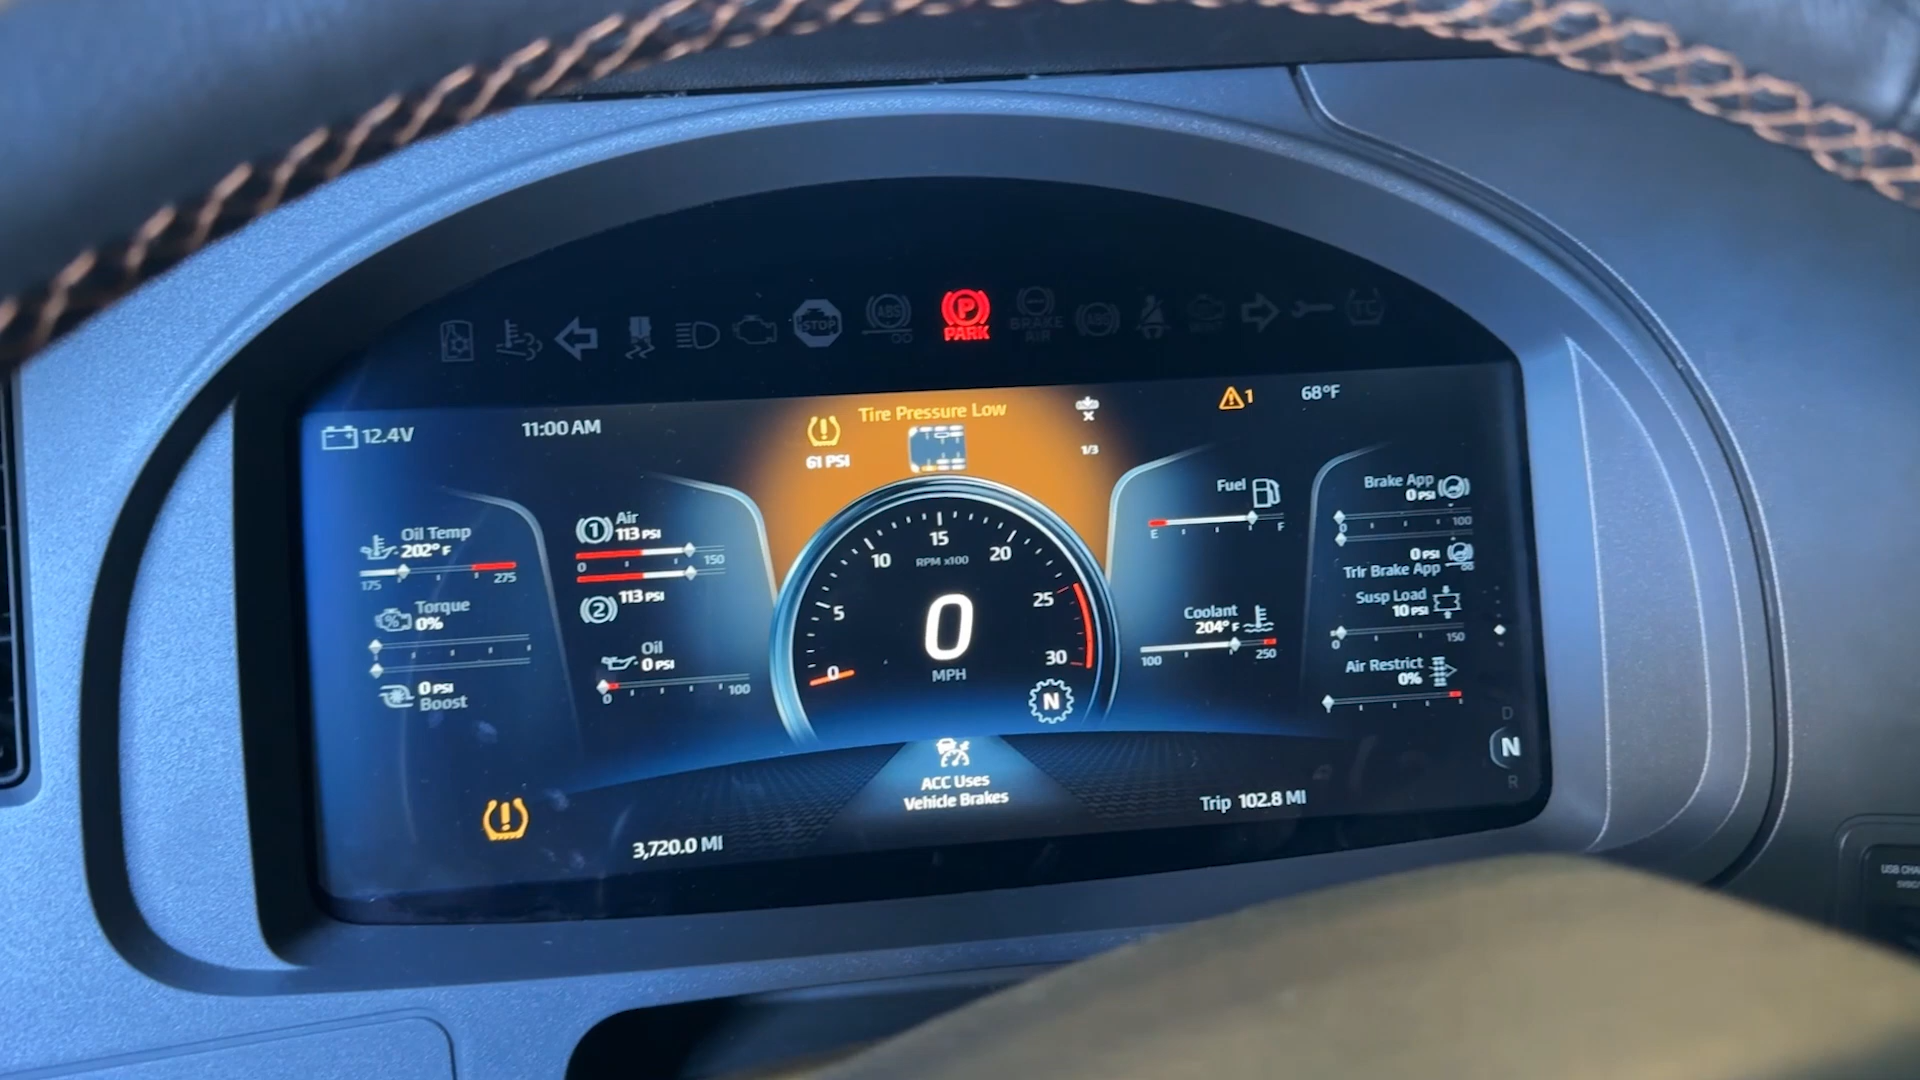 ABS
STOP
P
PARK
BRAKE
AIR
ABS
TC
12.4V
11:00 AM
Tire Pressure Low
61 PSI
1/3
1
68°F
Oil Temp
202° F
175
275
Torque
%
0%
0 PSI
Boost
1
Air
113 PSI
0
150
2
113 PSI
Oil
0 PSI
0
100
0
5
10
15
20
25
30
RPM x100
0
MPH
N
Fuel
E
F
Coolant
204° F
100
250
Brake App
0 PSI
0
100
0 PSI
Trlr Brake App
Susp Load
10 PSI
0
150
Air Restrict
0%
D
N
R
ACC Uses
Vehicle Brakes
3,720.0 MI
Trip 102.8 MI
USB